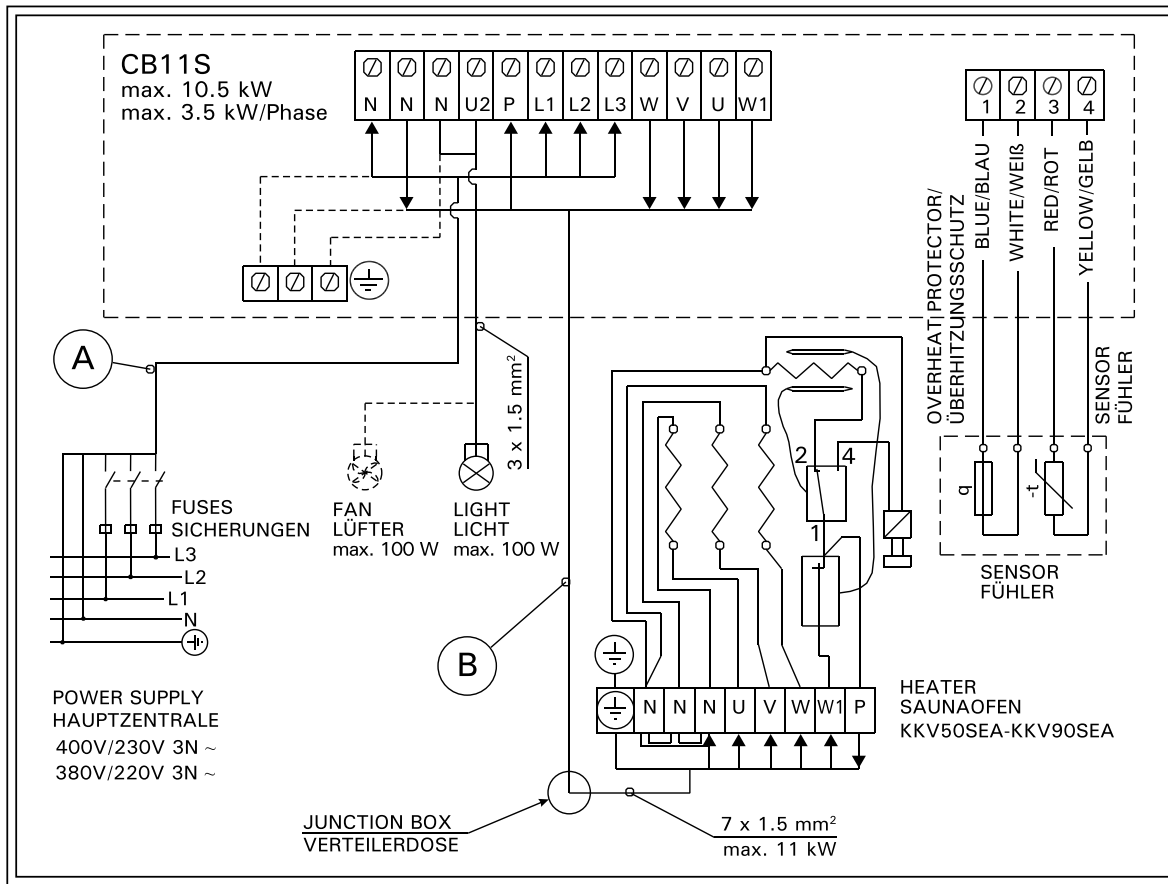 CB11S
max. 10.5 kW
max. 3.5 kW/Phase
N N N U2 P L1 L2 L3 W V U W1
1 2 3 4
BLUE/BLAU
WHITE/WEIß
RED/ROT
YELLOW/GELB
OVERHEAT PROTECTOR/
ÜBERHITZUNGSSCHUTZ
SENSOR
FÜHLER
A
3 x 1.5 mm²
FUSES
SICHERUNGEN
L3
L2
L1
N
FAN
LÜFTER
max. 100 W
LIGHT
LICHT
max. 100 W
2 4
1
q
-t
SENSOR
FÜHLER
B
POWER SUPPLY
HAUPTZENTRALE
400V/230V 3N ~
380V/220V 3N ~
N N N U V W W1 P
HEATER
SAUNAOFEN
KKV50SEA-KKV90SEA
JUNCTION BOX
VERTEILERDOSE
7 x 1.5 mm²
max. 11 kW